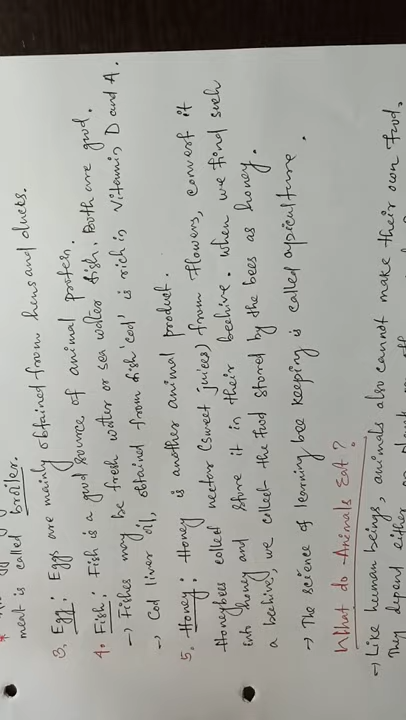 meat is called broiler.
3. Egg: Eggs are mainly obtained from hens and ducks.
4. Fish: Fish is a good source of animal protein.
→ Fishes may be fresh water or sea water fish. Both are good.
→ Cod liver oil, obtained from fish 'cod' is rich in vitamin D and A.
5. Honey: Honey is another animal product.
Honeybees collect nector (sweet juices) from flowers, convert it
into honey and store it in their beehive. when we find such
a beehive, we collect the food stored by the bees as honey.
→ The science of learning bee keeping is called apiculture.
What do Animals Eat?
→ Like human beings, animals also cannot make their own food.
They depend either on